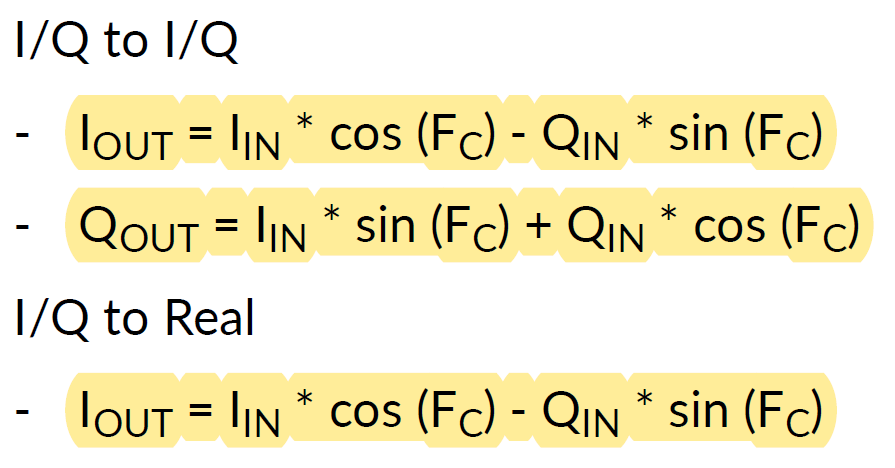 I/Q to I/Q
- I_OUT = I_IN * cos (F_C) - Q_IN * sin (F_C)
- Q_OUT = I_IN * sin (F_C) + Q_IN * cos (F_C)
I/Q to Real
- I_OUT = I_IN * cos (F_C) - Q_IN * sin (F_C)